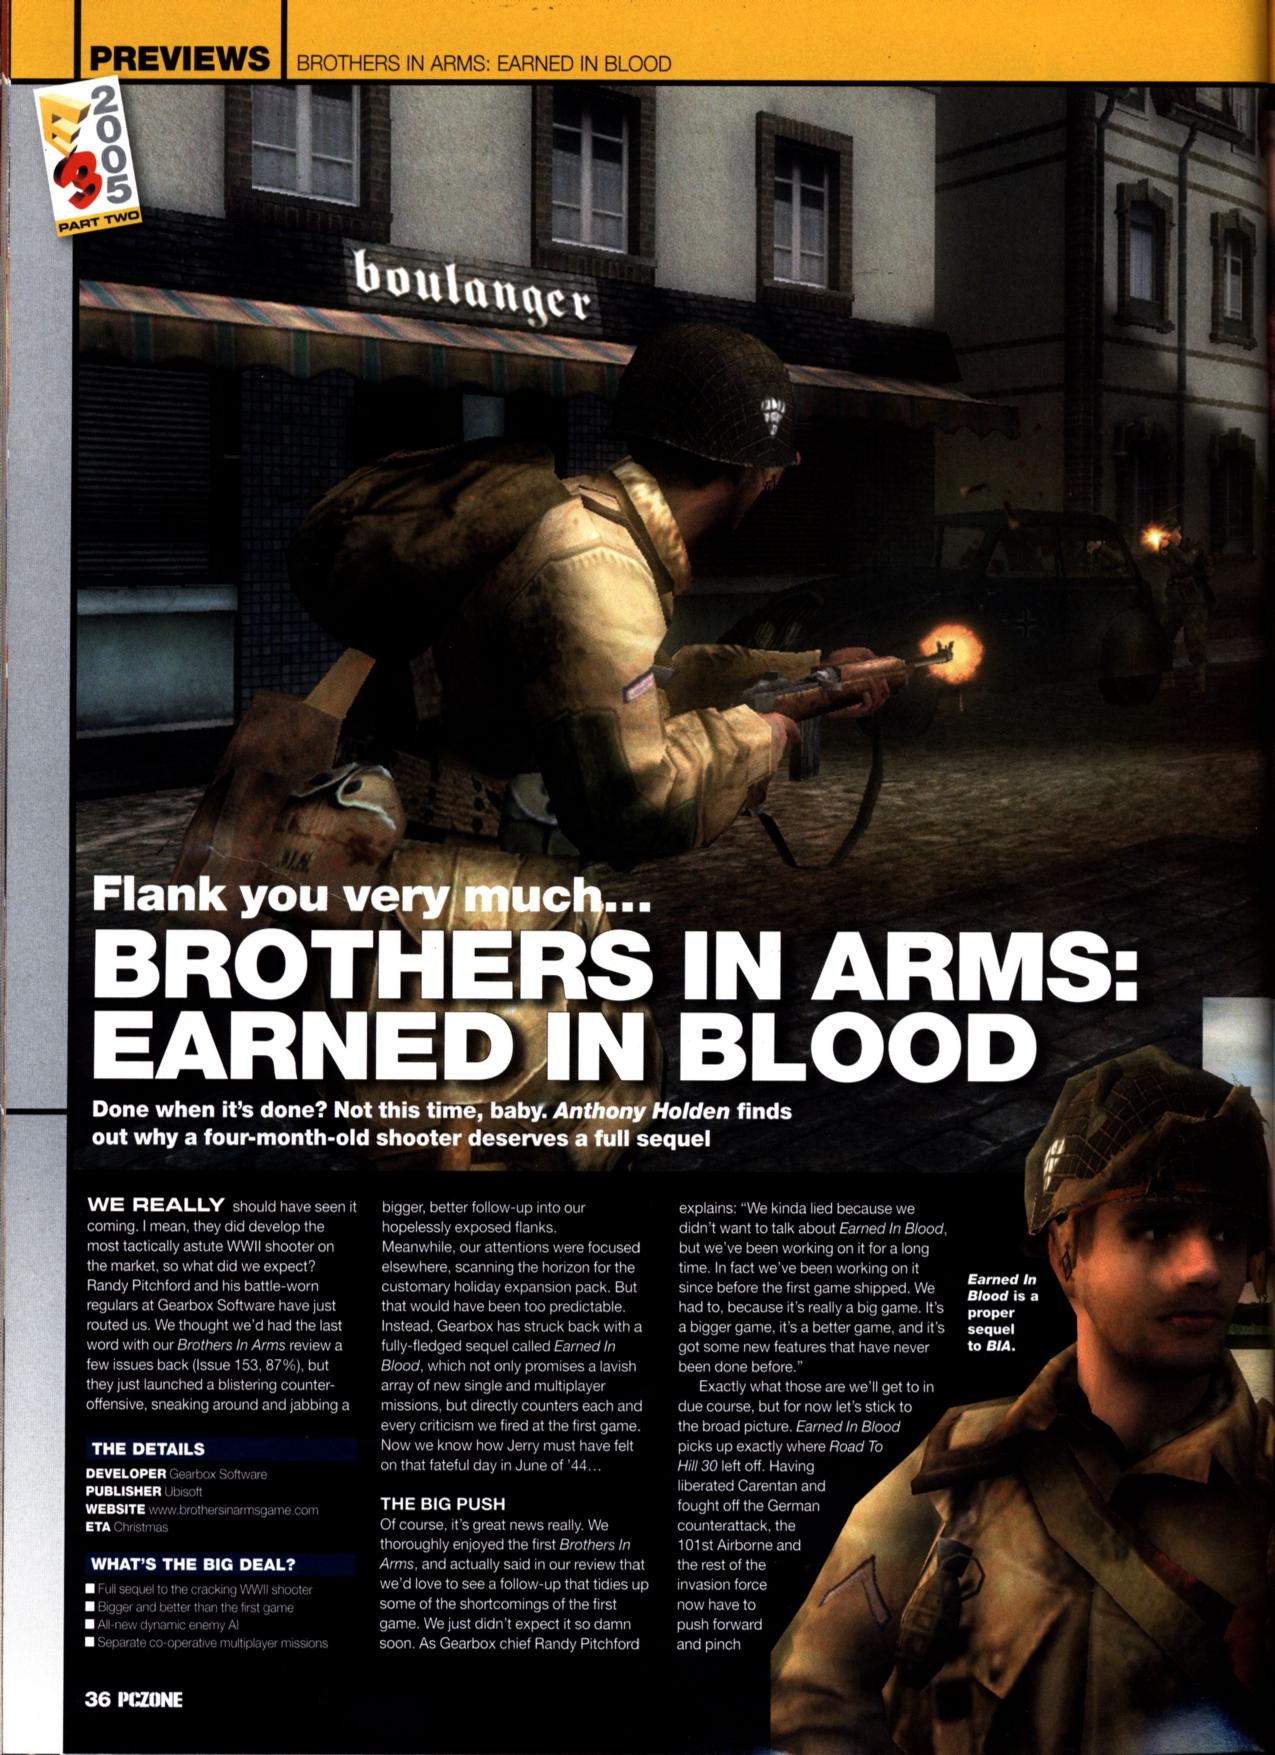 PREVIEWS
BROTHERS IN ARMS: EARNED IN BLOOD
E3
2005
PART TWO
boulanger
Flank you very much...
BROTHERS IN ARMS:
EARNED IN BLOOD
Done when it's done? Not this time, baby. Anthony Holden finds
out why a four-month-old shooter deserves a full sequel
WE REALLY should have seen it
coming. I mean, they did develop the
most tactically astute WWII shooter on
the market, so what did we expect?
Randy Pitchford and his battle-worn
regulars at Gearbox Software have just
routed us. We thought we'd had the last
word with our Brothers In Arms review a
few issues back (Issue 153, 87%), but
they just launched a blistering counter-
offensive, sneaking around and jabbing a
THE DETAILS
DEVELOPER Gearbox Software
PUBLISHER Ubisoft
WEBSITE www.brothersinarmsgame.com
ETA Christmas
WHAT'S THE BIG DEAL?
■ Full sequel to the cracking WWII shooter
■ Bigger and better than the first game
■ All-new dynamic enemy AI
■ Separate co-operative multiplayer missions
bigger, better follow-up into our
hopelessly exposed flanks.
Meanwhile, our attentions were focused
elsewhere, scanning the horizon for the
customary holiday expansion pack. But
that would have been too predictable.
Instead, Gearbox has struck back with a
fully-fledged sequel called Earned In
Blood, which not only promises a lavish
array of new single and multiplayer
missions, but directly counters each and
every criticism we fired at the first game.
Now we know how Jerry must have felt
on that fateful day in June of '44...
THE BIG PUSH
Of course, it's great news really. We
thoroughly enjoyed the first Brothers In
Arms, and actually said in our review that
we'd love to see a follow-up that tidies up
some of the shortcomings of the first
game. We just didn't expect it so damn
soon. As Gearbox chief Randy Pitchford
explains: "We kinda lied because we
didn't want to talk about Earned In Blood,
but we've been working on it for a long
time. In fact we've been working on it
since before the first game shipped. We
had to, because it's really a big game. It's
a bigger game, it's a better game, and it's
got some new features that have never
been done before."
Exactly what those are we'll get to in
due course, but for now let's stick to
the broad picture. Earned In Blood
picks up exactly where Road To
Hill 30 left off. Having
liberated Carentan and
fought off the German
counterattack, the
101st Airborne and
the rest of the
invasion force
now have to
push forward
and pinch
Earned In
Blood is a
proper
sequel
to BIA.
36 PCZONE